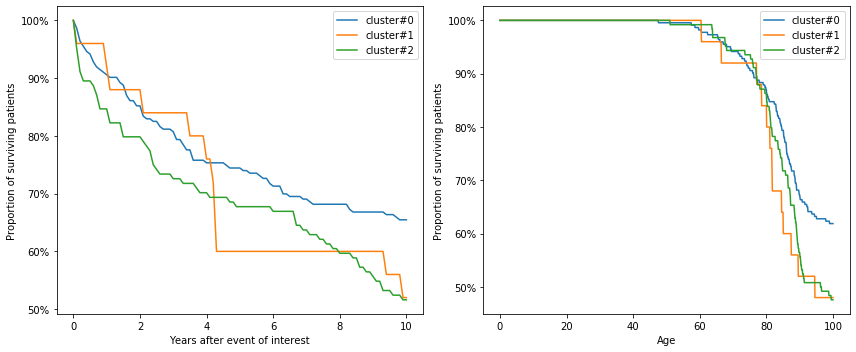 Proportion of surviving patients
100%
90%
80%
70%
60%
50%
0
2
4
6
8
10
Years after event of interest
cluster#0
cluster#1
cluster#2
Proportion of surviving patients
100%
90%
80%
70%
60%
50%
0
20
40
60
80
100
Age
cluster#0
cluster#1
cluster#2